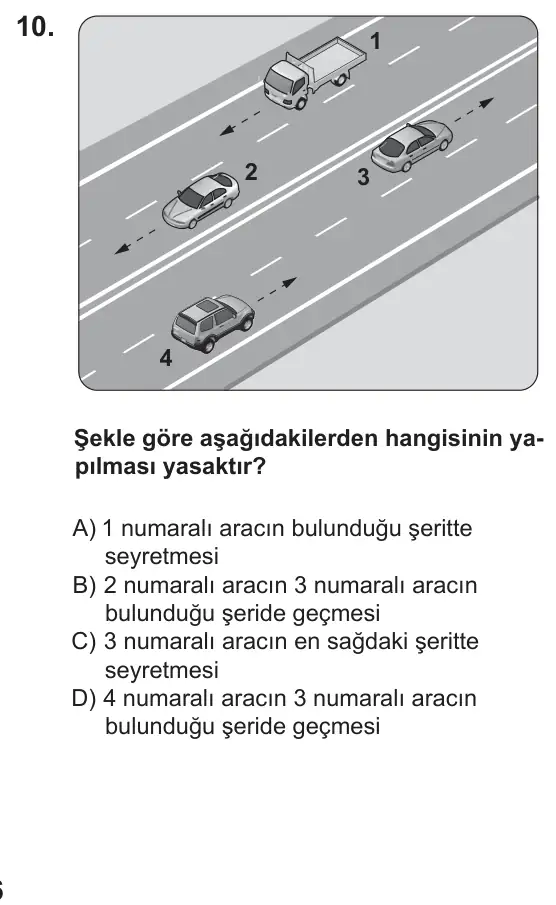 10.
1
2
3
4
Şekle göre aşağıdakilerden hangisinin ya-
pılması yasaktır?
A) 1 numaralı aracın bulunduğu şeritte
seyretmesi
B) 2 numaralı aracın 3 numaralı aracın
bulunduğu şeride geçmesi
C) 3 numaralı aracın en sağdaki şeritte
seyretmesi
D) 4 numaralı aracın 3 numaralı aracın
bulunduğu şeride geçmesi